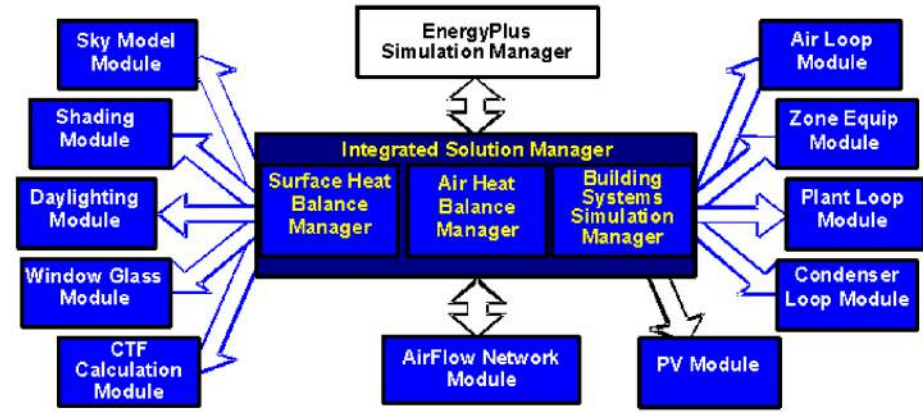 EnergyPlus
Simulation Manager
Sky Model
Module
Shading
Module
Daylighting
Module
Window Glass
Module
CTF
Calculation
Module
Integrated Solution Manager
Surface Heat
Balance
Manager
Air Heat
Balance
Manager
Building
Systems
Simulation
Manager
Air Loop
Module
Zone Equip
Module
Plant Loop
Module
Condenser
Loop Module
AirFlow Network
Module
PV Module